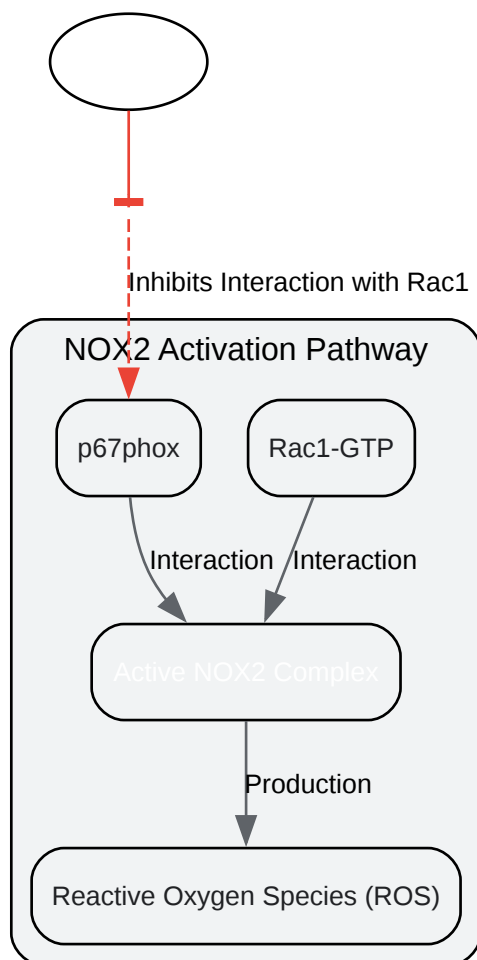 Inhibits Interaction with Rac1
NOX2 Activation Pathway
p67phox
Rac1-GTP
Interaction
Interaction
Active NOX2 Complex
Production
Reactive Oxygen Species (ROS)